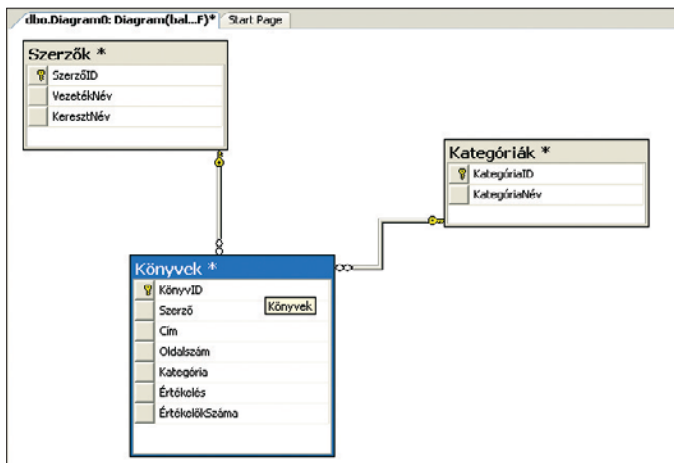 dbo.Diagram0: Diagram(bal...F)* Start Page
Szerzők *
SzerzőID
VezetékNév
KeresztNév
Kategóriák *
KategóriaID
KategóriaNév
Könyvek *
KönyvID
Szerző
Könyvek
Cím
Oldalszám
Kategória
Értékelés
ÉrtékelőkSzáma